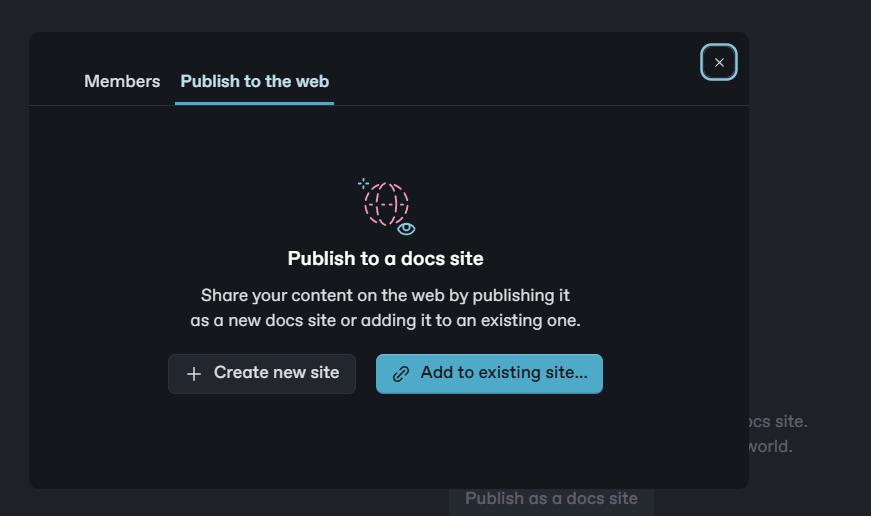 Members Publish to the web
Publish to a docs site
Share your content on the web by publishing it
as a new docs site or adding it to an existing one.
Create new site Add to existing site...
docs site.
world.
Publish as a docs site